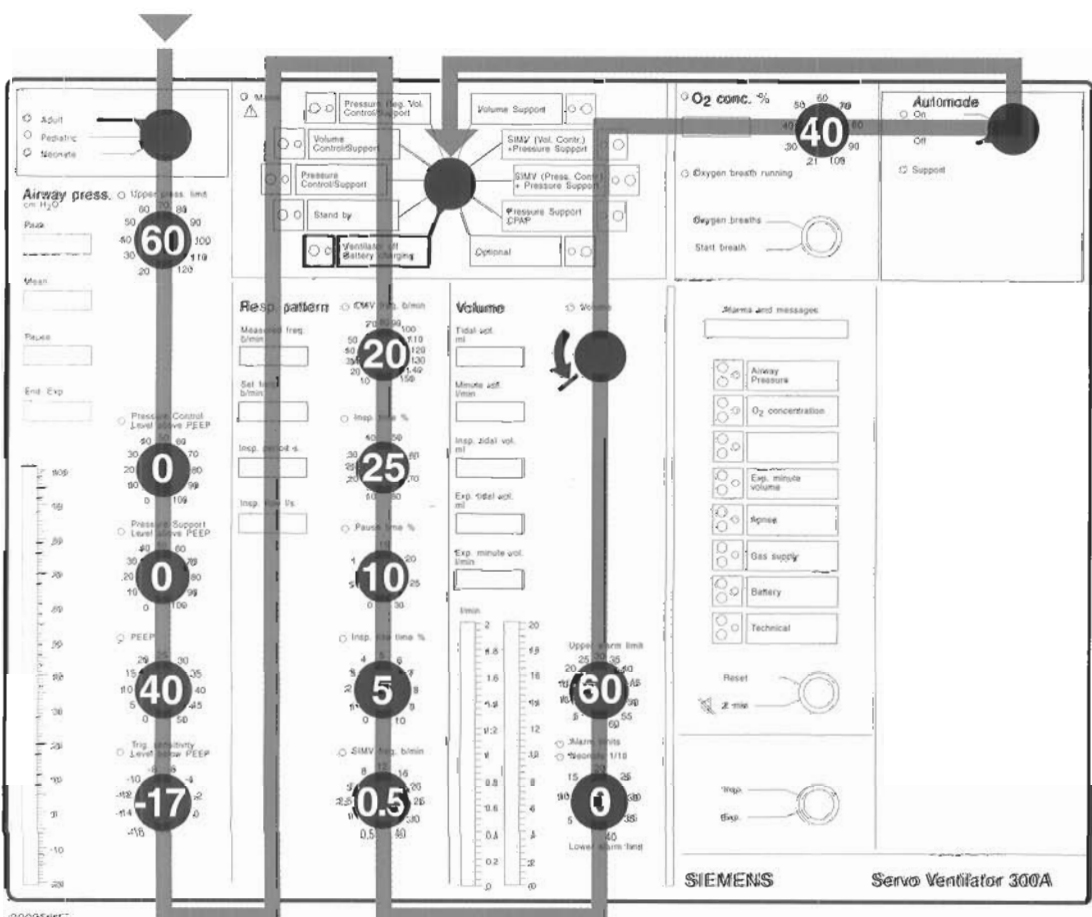 Adult
Pediatric
Neonate
Airway press.
cm H2O
Upper press. limit
60
Peak
Mean
Pause
End Exp
Pressure Control
Level above PEEP
0
Pressure Support
Level above PEEP
0
PEEP
40
Trig. sensitivity
Level below PEEP
-17
Pressure Reg. Vol.
Control/Support
Volume
Control/Support
Pressure
Control/Support
Stand by
Ventilator off
Battery charging
Volume Support
SIMV (Vol. Contr.)
+Pressure Support
SIMV (Press. Contr.)
+ Pressure Support
Pressure Support
CPAP
Optional
Resp. pattern
CMV freq. b/min
20
Measured freq.
b/min
Set freq.
b/min
Insp. period s.
Insp. flow l/s.
Insp. time %
25
Pause time %
10
Insp. rise time %
5
SIMV freq. b/min
0.5
Volume
Volume
Tidal vol.
ml
Minute vol.
l/min
Insp. tidal vol.
ml
Exp. tidal vol.
ml
Exp. minute vol.
l/min
l/min
Upper alarm limit
60
Alarm limits
Neonate 1/10
0
Lower alarm limit
O2 conc. %
40
Oxygen breath running
Oxygen breaths
Start breath
Automode
On
Off
Support
Alarms and messages
Airway
Pressure
O2 concentration
Exp. minute
volume
Apnea
Gas supply
Battery
Technical
Reset
2 min
Insp.
Exp.
SIEMENS
Servo Ventilator 300A